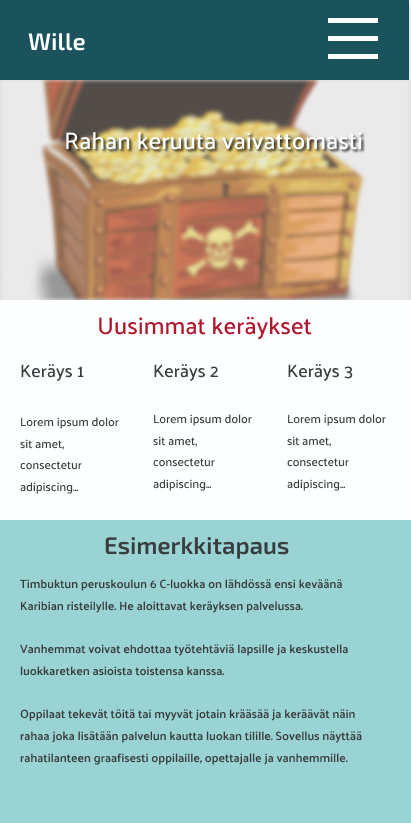 Wille
Rahan keruuta vaivattomasti
Uusimmat keräykset
Keräys 1
Lorem ipsum dolor
sit amet,
consectetur
adipiscing...
Keräys 2
Lorem ipsum dolor
sit amet,
consectetur
adipiscing...
Keräys 3
Lorem ipsum dolor
sit amet,
consectetur
adipiscing...
Esimerkkitapaus
Timbuktun peruskoulun 6 C-luokka on lähdössä ensi keväänä
Karibian risteilylle. He aloittavat keräyksen palvelussa.
Vanhemmat voivat ehdottaa työtehtäviä lapsille ja keskustella
luokkaretken asioista toistensa kanssa.
Oppilaat tekevät töitä tai myyvät jotain krääsää ja keräävät näin
rahaa joka lisätään palvelun kautta luokan tilille. Sovellus näyttää
rahatilanteen graafisesti oppilaille, opettajalle ja vanhemmille.